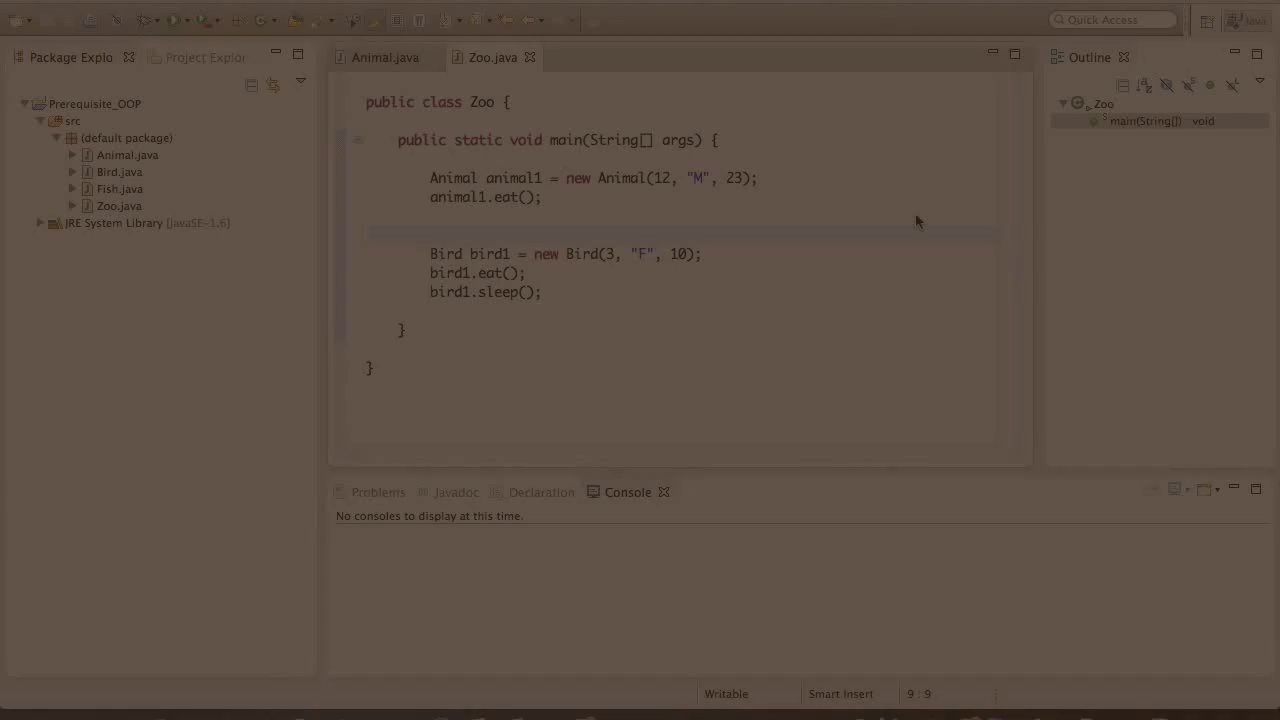 Quick Access
Java
Package Explo
Project Explor
Animal.java
Zoo.java
Outline
Prerequisite_OOP
src
(default package)
Animal.java
Bird.java
Fish.java
Zoo.java
JRE System Library [JavaSE-1.6]
public class Zoo {
public static void main(String[] args) {
Animal animal1 = new Animal(12, "M", 23);
animal1.eat();
Bird bird1 = new Bird(3, "F", 10);
bird1.eat();
bird1.sleep();
}
}
Zoo
main(String[]) : void
Problems
Javadoc
Declaration
Console
No consoles to display at this time.
Writable
Smart Insert
9 : 9